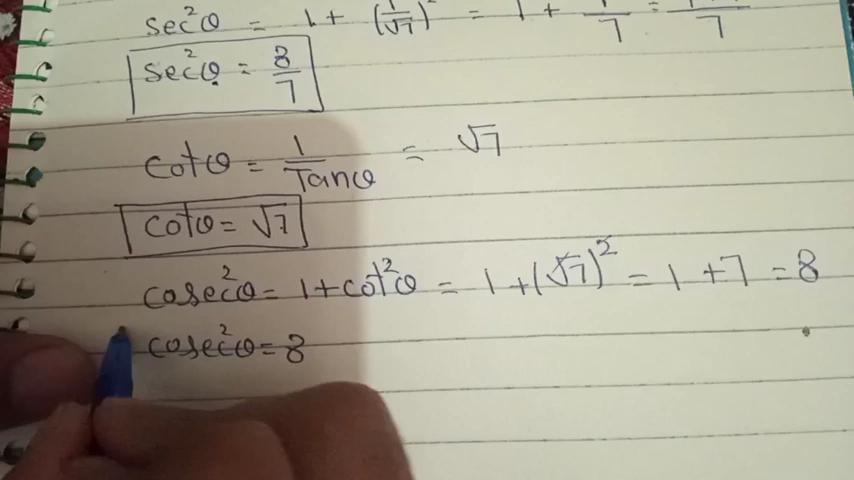 sec²θ = 1 + (1/√7)² = 1 + 1/7 =
sec²θ = 8/7
cotθ = 1/Tanθ = √7
cotθ = √7
cosec²θ = 1 + cot²θ = 1 + (√7)² = 1 + 7 = 8
cosec²θ = 8